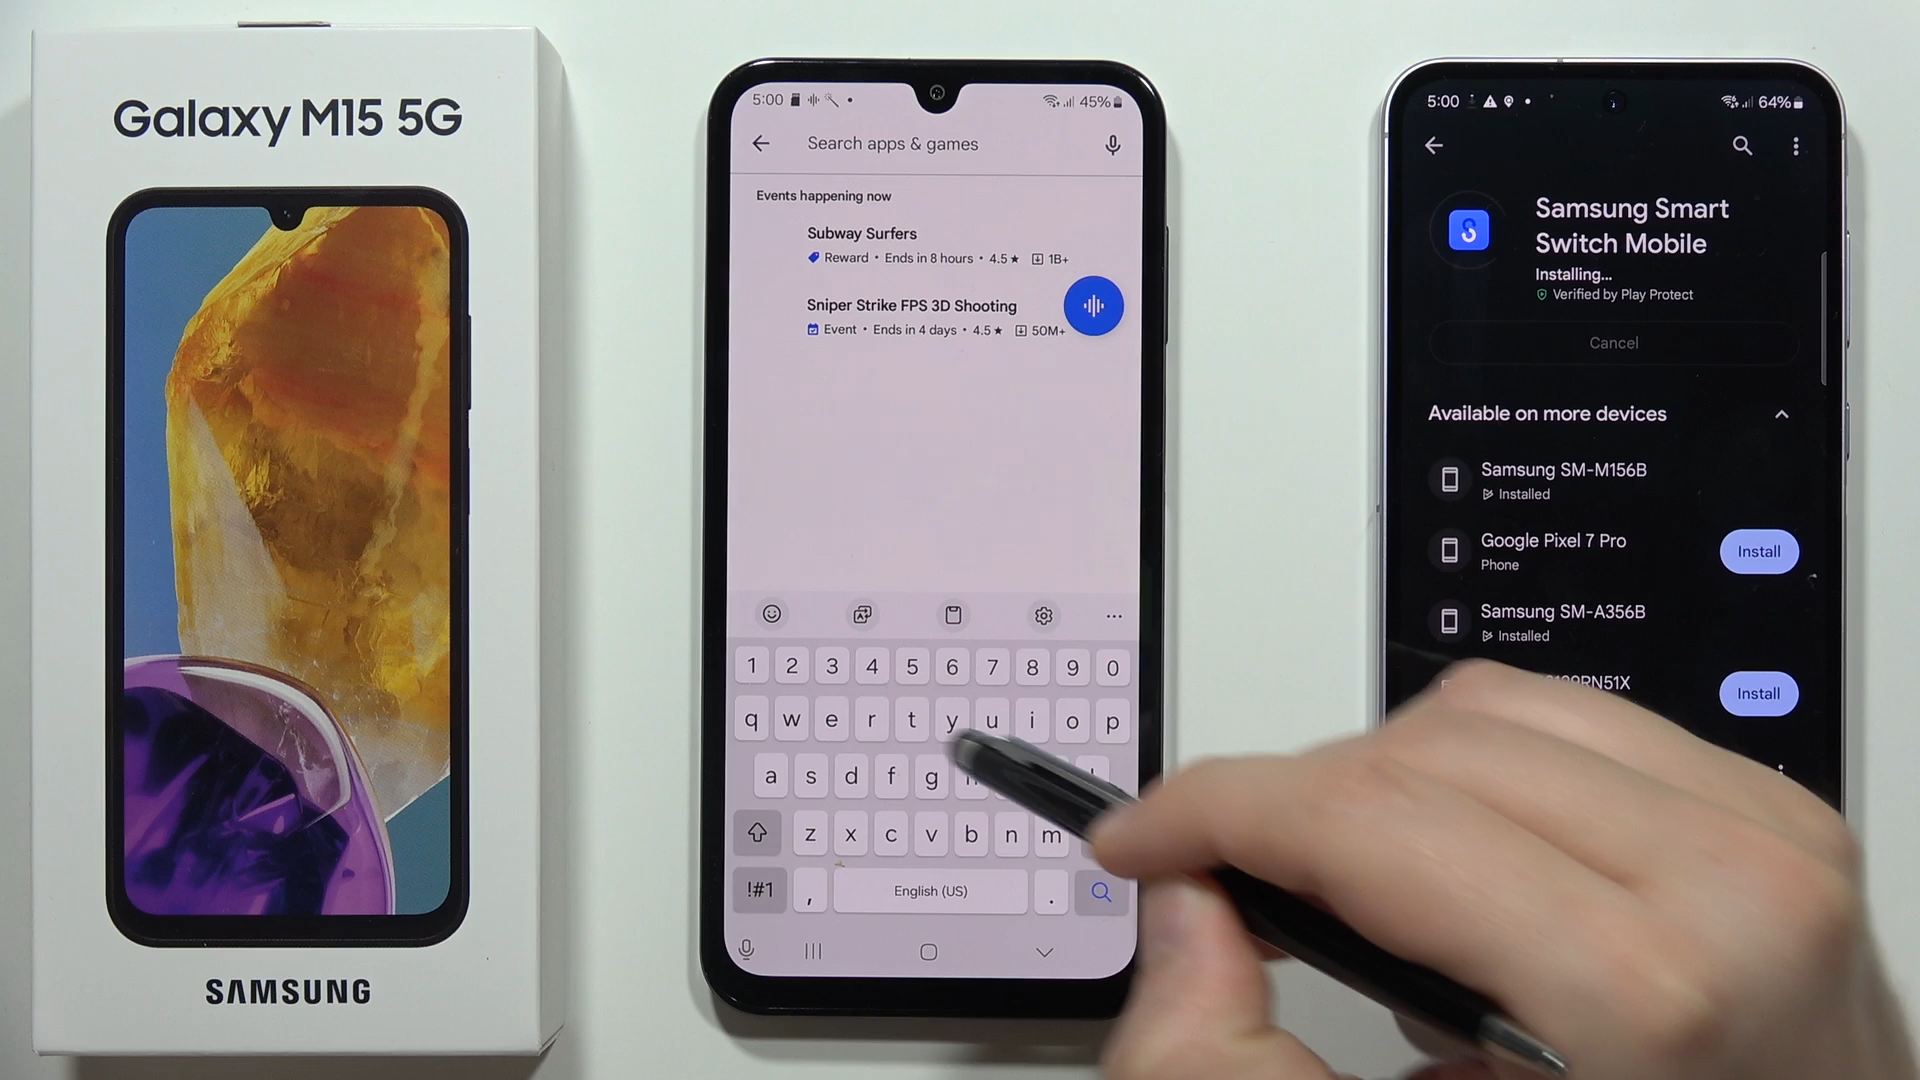 Galaxy M15 5G
SAMSUNG
5:00
45%
Search apps & games
Events happening now
Subway Surfers
Reward • Ends in 8 hours • 4.5★ 1B+
Sniper Strike FPS 3D Shooting
Event • Ends in 4 days • 4.5★ 50M+
1 2 3 4 5 6 7 8 9 0
q w e r t y u i o p
a s d f g
z x c v b n m
!#1 , English (US) .
5:00
64%
Samsung Smart
Switch Mobile
Installing...
Verified by Play Protect
Cancel
Available on more devices
Samsung SM-M156B
Installed
Google Pixel 7 Pro
Phone
Install
Samsung SM-A356B
Installed
Install